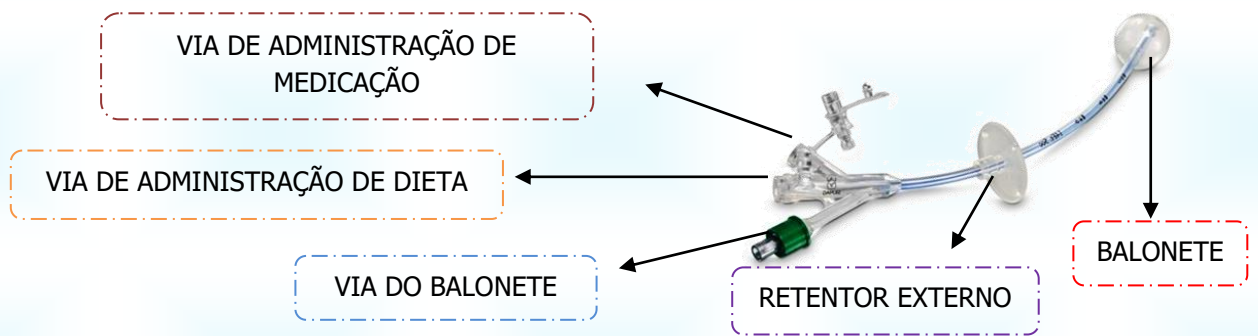 VIA DE ADMINISTRAÇÃO DE
MEDICAÇÃO
VIA DE ADMINISTRAÇÃO DE DIETA
VIA DO BALONETE
RETENTOR EXTERNO
BALONETE